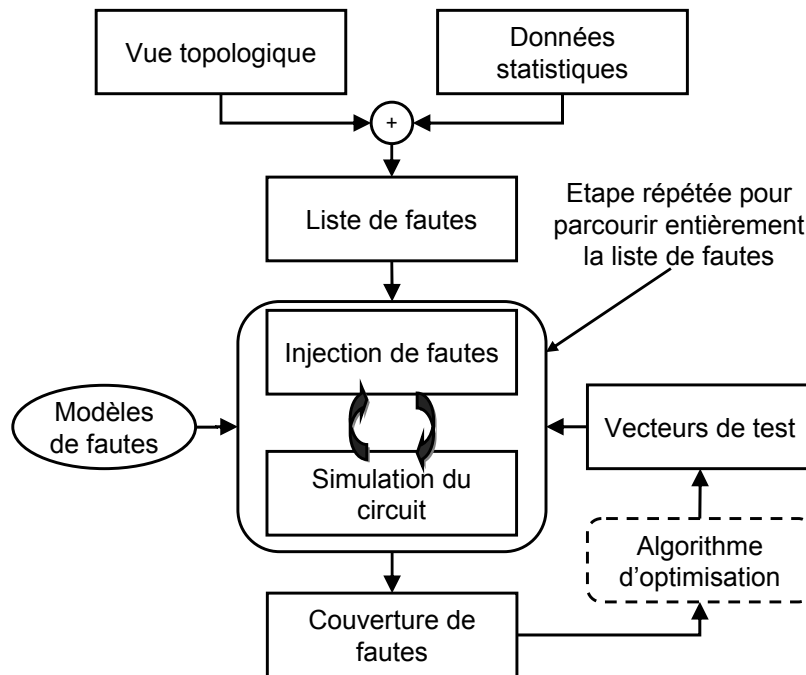 Vue topologique
Données
statistiques
+
Liste de fautes
Etape répétée pour
parcourir entièrement
la liste de fautes
Injection de fautes
Modèles
de fautes
Vecteurs de test
Simulation du
circuit
Algorithme
d’optimisation
Couverture de
fautes